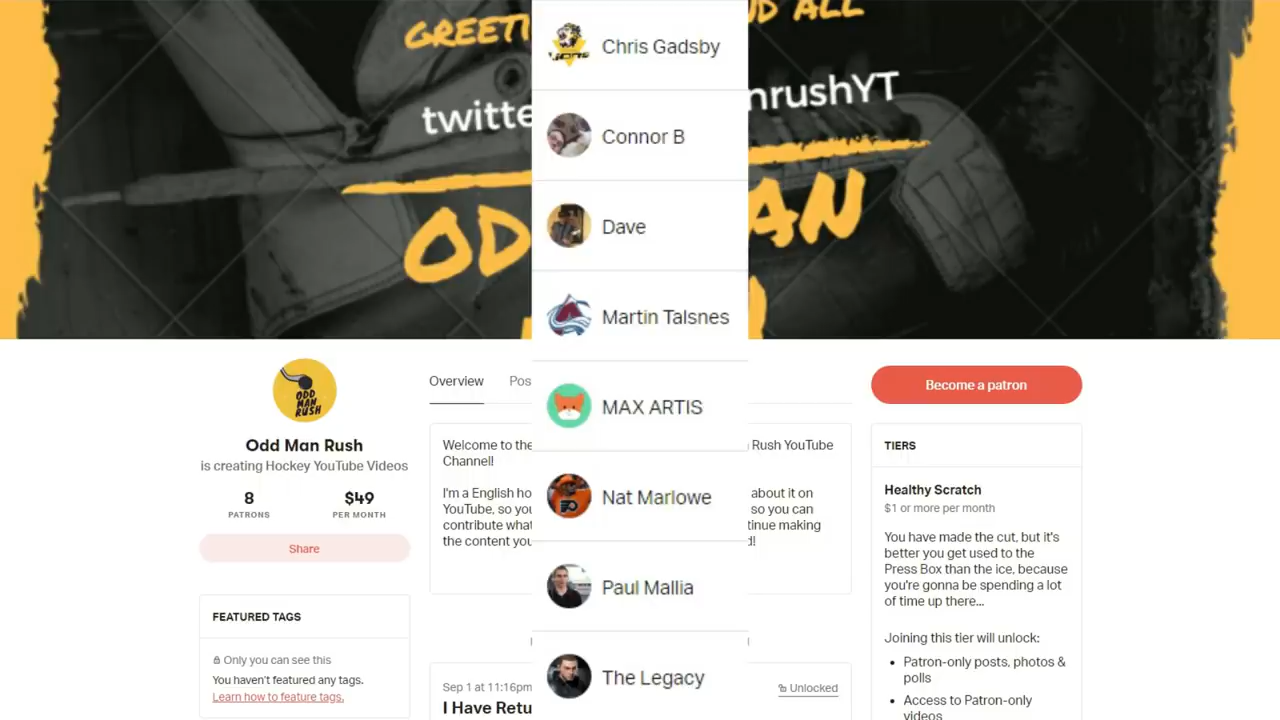 GREETI
ND ALL
twitte
nrushYT
OD
AN
Chris Gadsby
Connor B
Dave
Martin Talsnes
MAX ARTIS
Nat Marlowe
Paul Mallia
The Legacy
ODD
MAN
RUSH
Odd Man Rush
is creating Hockey YouTube Videos
8
PATRONS
$49
PER MONTH
Share
FEATURED TAGS
Only you can see this
You haven't featured any tags.
Learn how to feature tags.
Overview
Pos
Welcome to the
Rush YouTube
Channel!
I'm a English ho
about it on
YouTube, so you
so you can
contribute what
tinue making
the content you
d!
Sep 1 at 11:16pm
Unlocked
I Have Retu
Become a patron
TIERS
Healthy Scratch
$1 or more per month
You have made the cut, but it's
better you get used to the
Press Box than the ice, because
you're gonna be spending a lot
of time up there...
Joining this tier will unlock:
• Patron-only posts, photos &
polls
• Access to Patron-only
videos